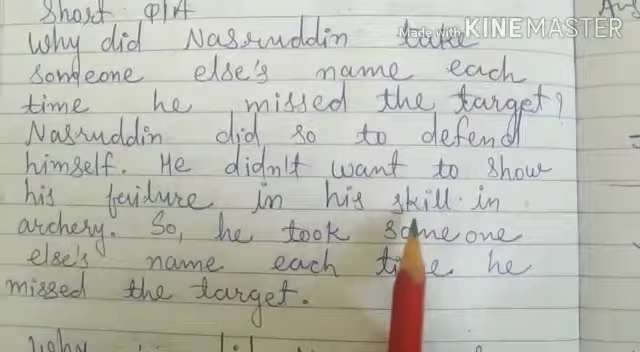 Short Q/A
Made with KINEMASTER
Why did Nasruddin take
someone else's name each
time he missed the target?
Nasruddin did so to defend
himself. He didn't want to show
his failure in his skill in
archery. So, he took someone
else's name each time he
missed the target.
Why